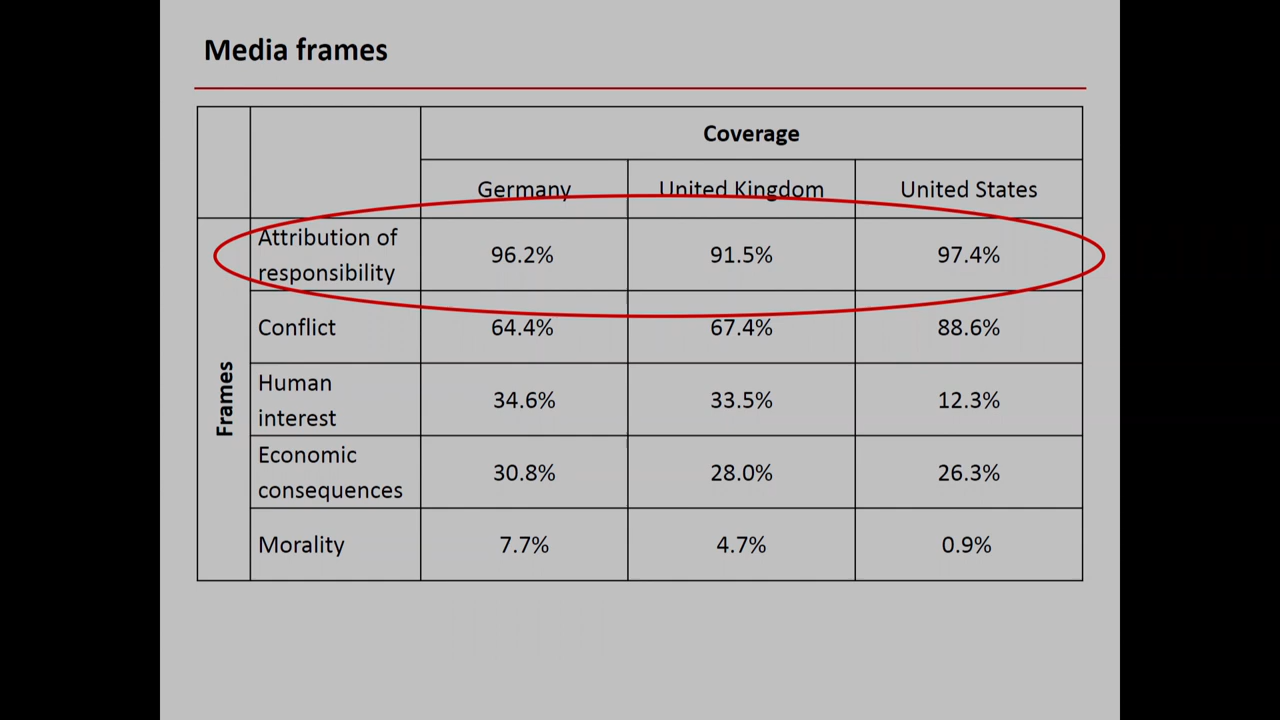 Media frames
Coverage
Germany United Kingdom United States
Frames
Attribution of
responsibility
96.2% 91.5% 97.4%
Conflict 64.4% 67.4% 88.6%
Human
interest
34.6% 33.5% 12.3%
Economic
consequences
30.8% 28.0% 26.3%
Morality 7.7% 4.7% 0.9%